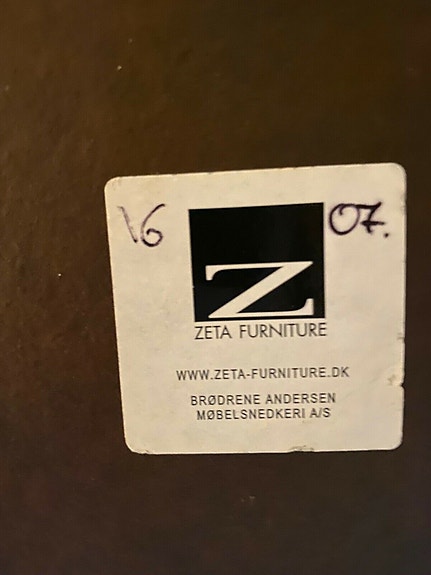 16 07.
Z
ZETA FURNITURE
WWW.ZETA-FURNITURE.DK
BRØDRENE ANDERSEN
MØBELSNEDKERI A/S